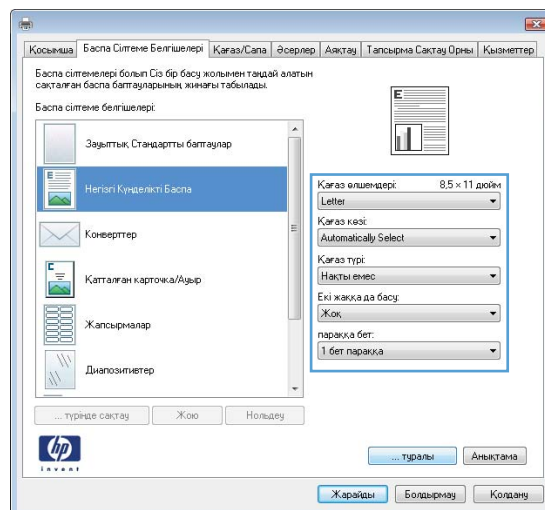 Қосымша
Баспа Сілтеме Белгішелері
Қағаз/Сапа
Әсерлер
Аяқтау
Тапсырма Сақтау Орны
Қызметтер
Баспа сілтемелері болып Сіз бір басу жолымен таңдай алатын
сақталған баспа баптауларының жинағы табылады.
Баспа сілтеме белгішелері:
Зауыттық Стандартты баптаулар
Негізгі Күнделікті Баспа
Конверттер
Қатталған карточка/Ауыр
Жапсырмалар
Диапозитивтер
... түрінде сақтау
Жою
Нольдеу
E
Қағаз өлшемдері: 8,5 × 11 дюйм
Letter
Қағаз көзі:
Automatically Select
Қағаз түрі:
Нақты емес
Екі жаққа да басу:
Жоқ
параққа бет:
1 бет параққа
hp
invent
... туралы
Анықтама
Жарайды
Болдырмау
Қолдану